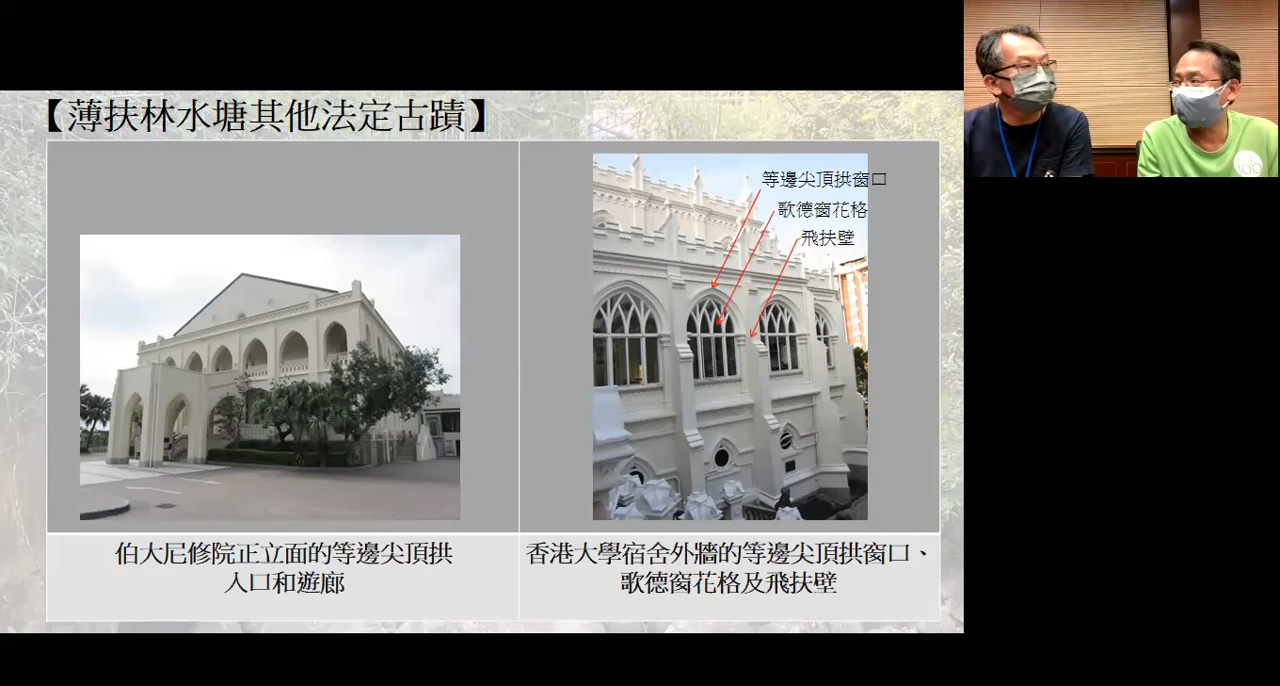 【薄扶林水塘其他法定古蹟】
等邊尖頂拱窗口
歌德窗花格
飛扶壁
伯大尼修院正立面的等邊尖頂拱
入口和遊廊
香港大學宿舍外牆的等邊尖頂拱窗口、
歌德窗花格及飛扶壁